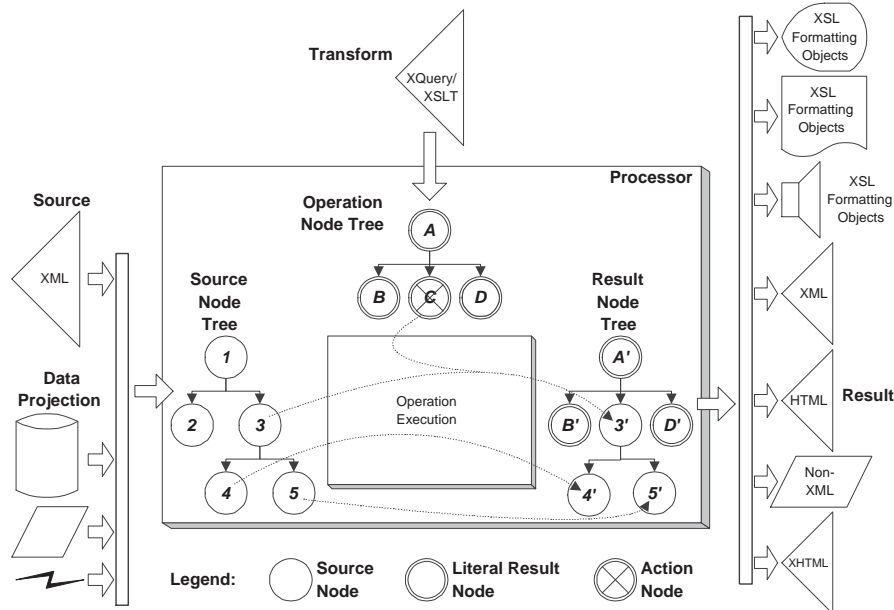 Transform
XQuery/
XSLT
Processor
Source
XML
Data
Projection
Operation
Node Tree
A
B
C
D
Source
Node
Tree
1
2
3
4
5
Operation
Execution
Result
Node
Tree
A'
B'
3'
D'
4'
5'
XSL
Formatting
Objects
XSL
Formatting
Objects
XSL
Formatting
Objects
XML
HTML
Result
Non-
XML
XHTML
Legend:
Source
Node
Literal Result
Node
Action
Node